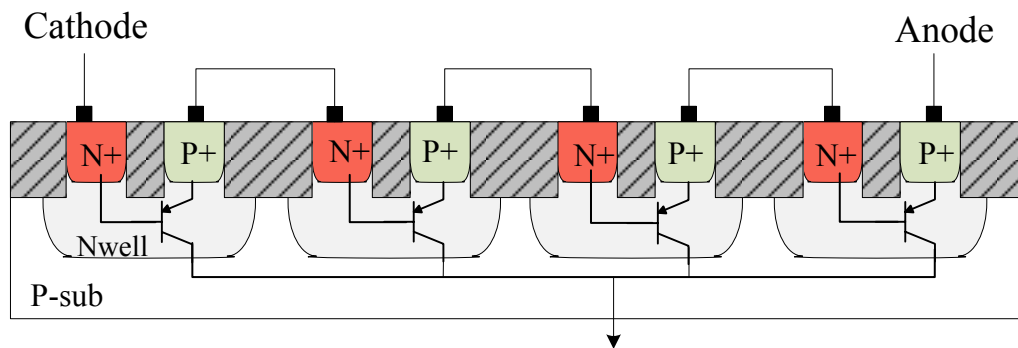 Cathode
Anode
N+
P+
N+
P+
N+
P+
N+
P+
Nwell
P-sub